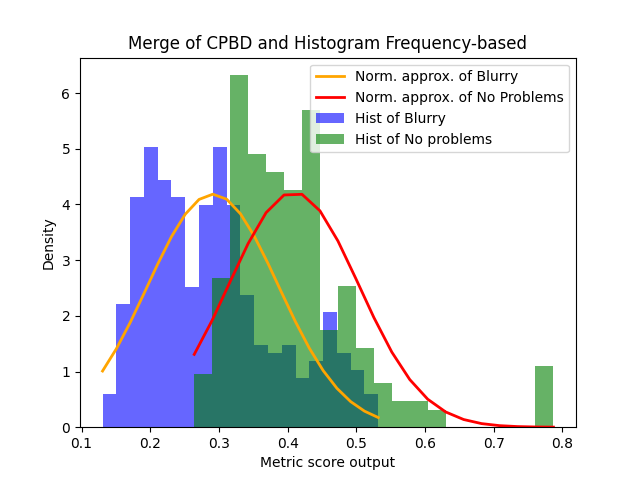 Merge of CPBD and Histogram Frequency-based
Norm. approx. of Blurry
Norm. approx. of No Problems
Hist of Blurry
Hist of No problems
Density
6
5
4
3
2
1
0
0.1 0.2 0.3 0.4 0.5 0.6 0.7 0.8
Metric score output